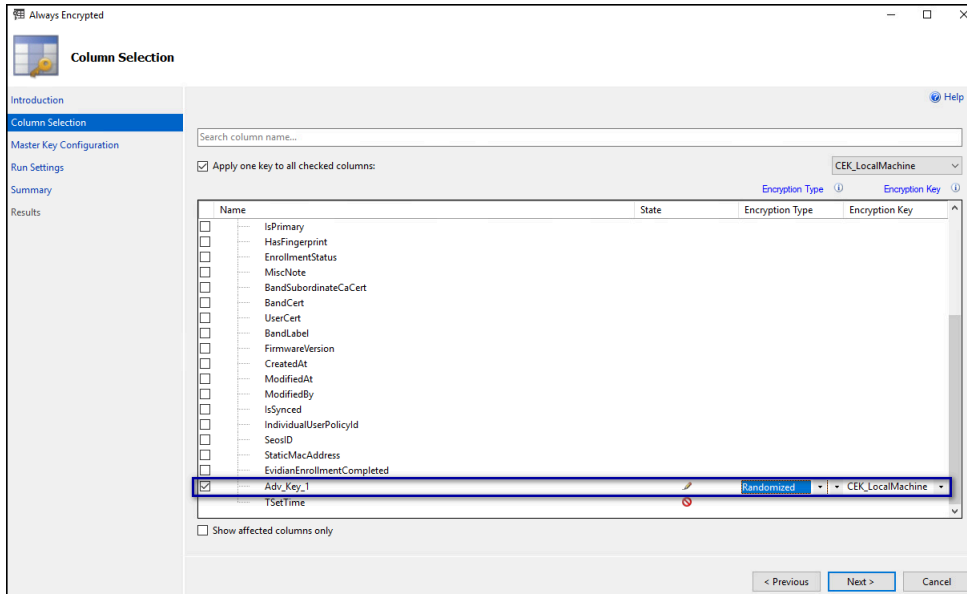 Always Encrypted
Column Selection
Introduction
Column Selection
Master Key Configuration
Run Settings
Summary
Results
Help
Search column name...
Apply one key to all checked columns:
CEK_LocalMachine
Encryption Type
Encryption Key
Name State Encryption Type Encryption Key
IsPrimary
HasFingerprint
EnrollmentStatus
MiscNote
BandSubordinateCaCert
BandCert
UserCert
BandLabel
FirmwareVersion
CreatedAt
ModifiedAt
ModifiedBy
IsSynced
IndividualUserPolicyId
SeosID
StaticMacAddress
EvidianEnrollmentCompleted
Adv_Key_1 Randomized CEK_LocalMachine
TSetTime
Show affected columns only
< Previous Next > Cancel